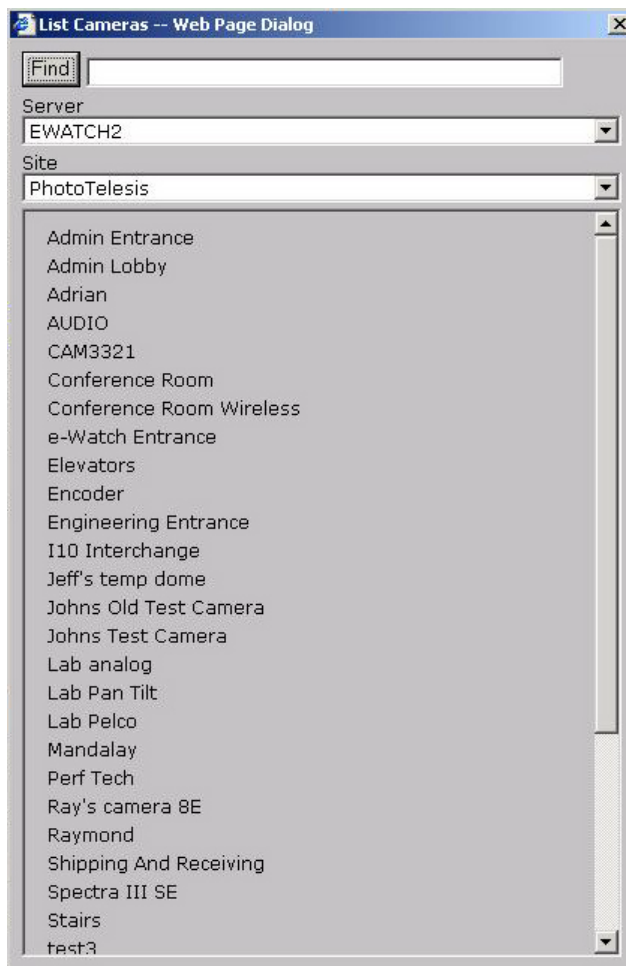 List Cameras -- Web Page Dialog
Find
Server
EWATCH2
Site
PhotoTelesis
Admin Entrance
Admin Lobby
Adrian
AUDIO
CAM3321
Conference Room
Conference Room Wireless
e-Watch Entrance
Elevators
Encoder
Engineering Entrance
I10 Interchange
Jeff's temp dome
Johns Old Test Camera
Johns Test Camera
Lab analog
Lab Pan Tilt
Lab Pelco
Mandalay
Perf Tech
Ray's camera 8E
Raymond
Shipping And Receiving
Spectra III SE
Stairs
test3